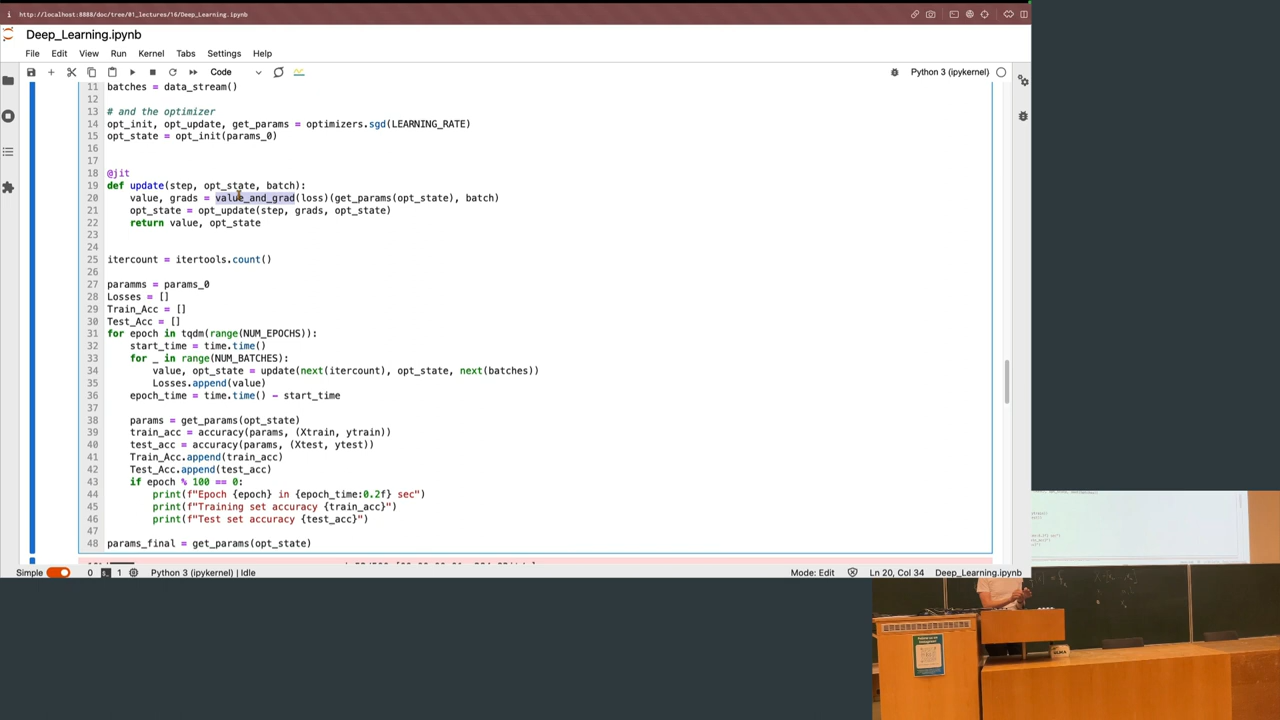 http://localhost:8888/doc/tree/01_lectures/16/Deep_Learning.ipynb
Deep_Learning.ipynb
File Edit View Run Kernel Tabs Settings Help
Code
Python 3 (ipykernel)
11 batches = data_stream()
12
13 # and the optimizer
14 opt_init, opt_update, get_params = optimizers.sgd(LEARNING_RATE)
15 opt_state = opt_init(params_0)
16
17
18 @jit
19 def update(step, opt_state, batch):
20 value, grads = value_and_grad(loss)(get_params(opt_state), batch)
21 opt_state = opt_update(step, grads, opt_state)
22 return value, opt_state
23
24
25 itercount = itertools.count()
26
27 paramms = params_0
28 Losses = []
29 Train_Acc = []
30 Test_Acc = []
31 for epoch in tqdm(range(NUM_EPOCHS)):
32 start_time = time.time()
33 for _ in range(NUM_BATCHES):
34 value, opt_state = update(next(itercount), opt_state, next(batches))
35 Losses.append(value)
36 epoch_time = time.time() - start_time
37
38 params = get_params(opt_state)
39 train_acc = accuracy(params, (Xtrain, ytrain))
40 test_acc = accuracy(params, (Xtest, ytest))
41 Train_Acc.append(train_acc)
42 Test_Acc.append(test_acc)
43 if epoch % 100 == 0:
44 print(f"Epoch {epoch} in {epoch_time:0.2f} sec")
45 print(f"Training set accuracy {train_acc}")
46 print(f"Test set accuracy {test_acc}")
47
48 params_final = get_params(opt_state)
Simple 0 1 Python 3 (ipykernel) | Idle Mode: Edit Ln 20, Col 34 Deep_Learning.ipynb